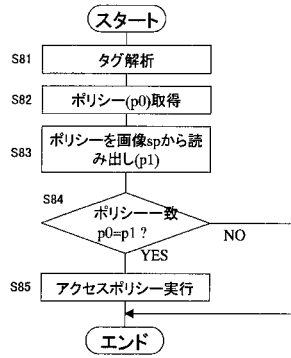 スタート
S81
タグ解析
S82
ポリシー(p0)取得
S83
ポリシーを画像spから読
み出し(p1)
S84
ポリシー一致
p0=p1 ?
NO
YES
S85
アクセスポリシー実行
エンド